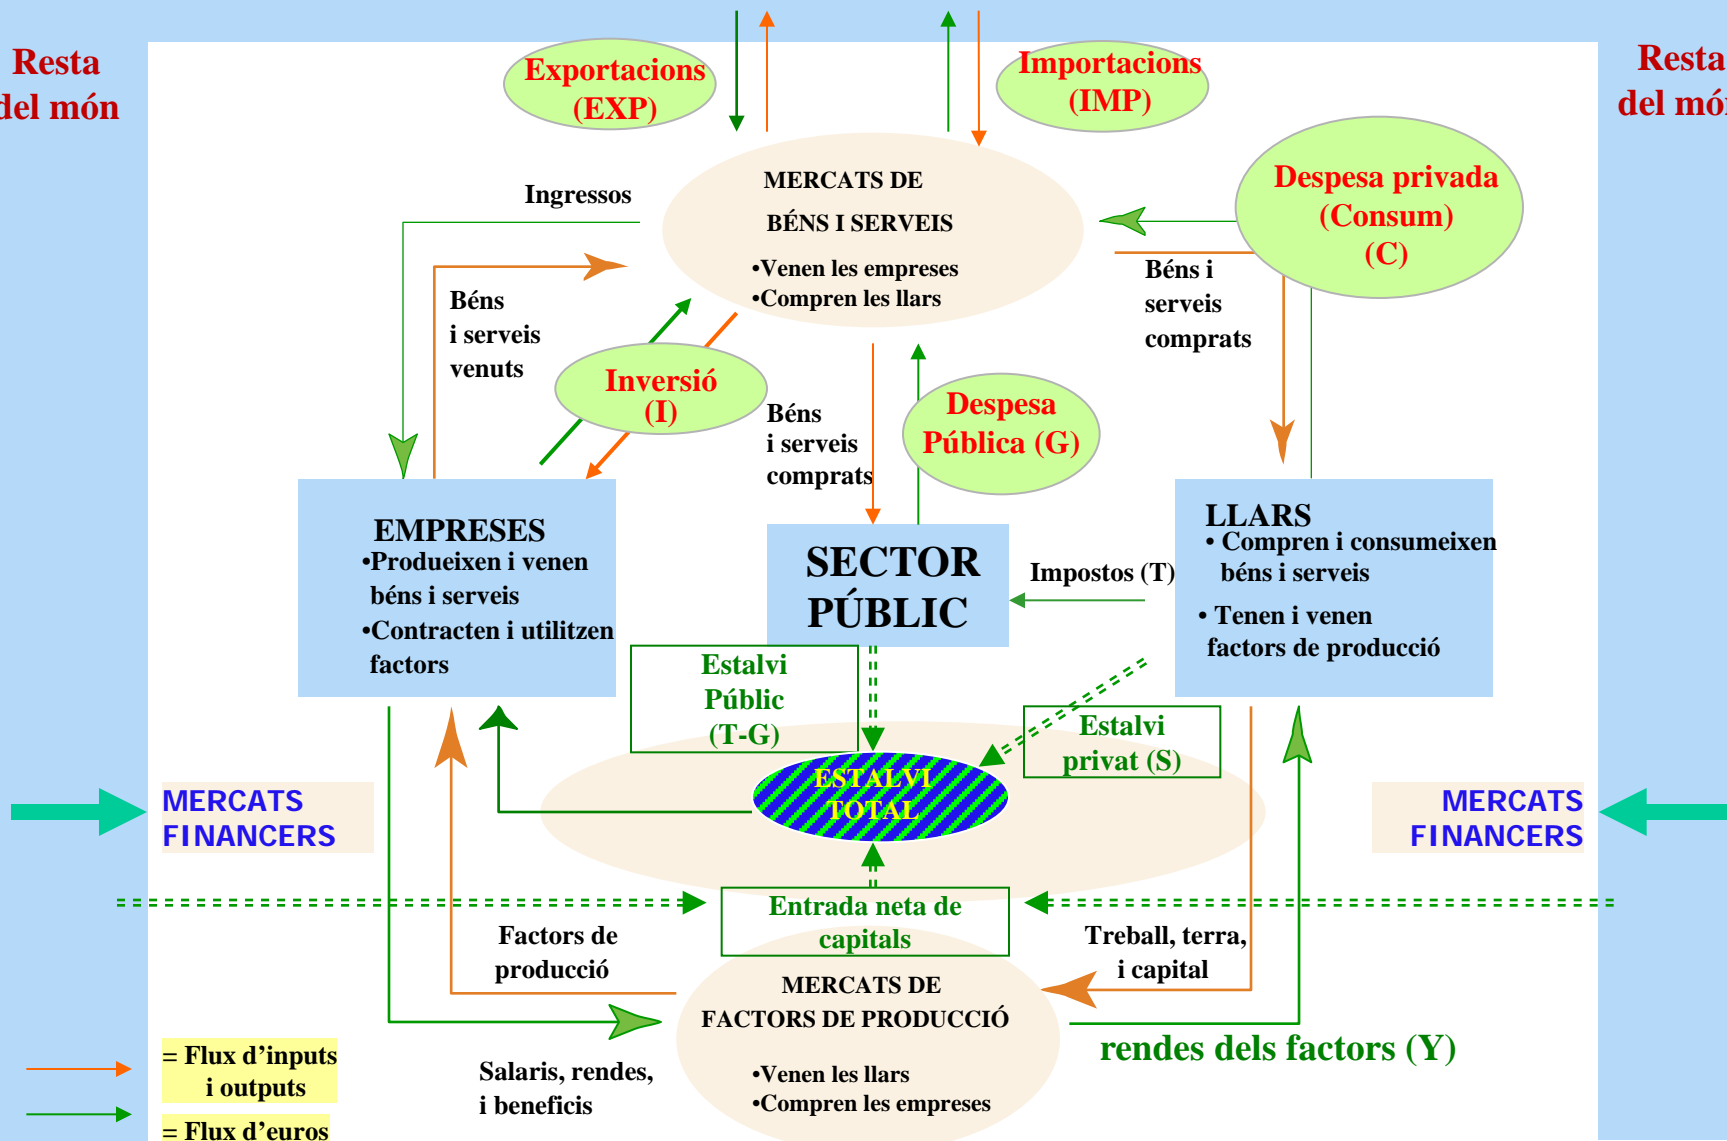 Resta
del món
Exportacions
(EXP)
Importacions
(IMP)
Resta
del món
Despesa privada
(Consum)
(C)
Ingressos
MERCATS DE
BÉNS I SERVEIS
•Venen les empreses
•Compren les llars
Béns
i serveis
venuts
Béns i
serveis
comprats
Inversió
(I)
Béns
i serveis
comprats
Despesa
Pública (G)
EMPRESES
•Produeixen i venen
béns i serveis
•Contracten i utilitzen
factors
SECTOR
PÚBLIC
Impostos (T)
LLARS
• Compren i consumeixen
béns i serveis
• Tenen i venen
factors de producció
Estalvi
Públic
(T-G)
Estalvi
privat (S)
ESTALVI
TOTAL
MERCATS
FINANCERS
MERCATS
FINANCERS
Entrada neta de
capitals
Factors de
producció
Treball, terra,
i capital
MERCATS DE
FACTORS DE PRODUCCIÓ
•Venen les llars
•Compren les empreses
rendes dels factors (Y)
Salaris, rendes,
i beneficis
= Flux d'inputs
i outputs
= Flux d'euros